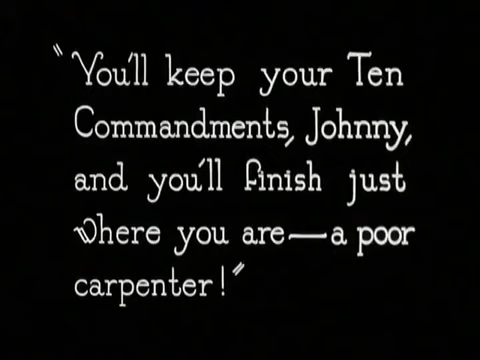 "You'll keep your Ten
Commandments, Johnny,
and you'll finish just
where you are—a poor
carpenter!"